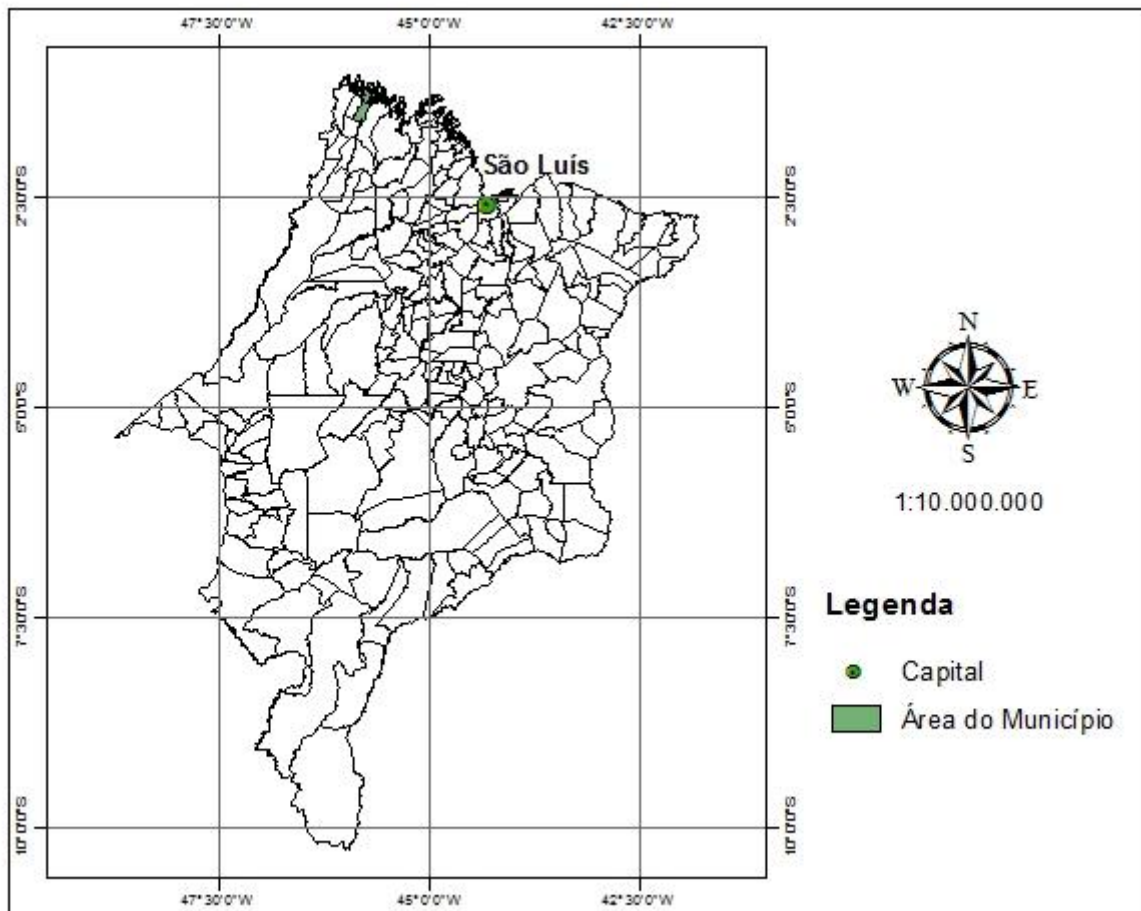 47°30'0"W 45°0'0"W 42°30'0"W
São Luís
2°30'0"S 2°30'0"S
N
W E
S
5°0'0"S 5°0'0"S
1:10.000.000
Legenda
7°30'0"S 7°30'0"S
Capital
Área do Município
10°0'0"S 10°0'0"S
47°30'0"W 45°0'0"W 42°30'0"W